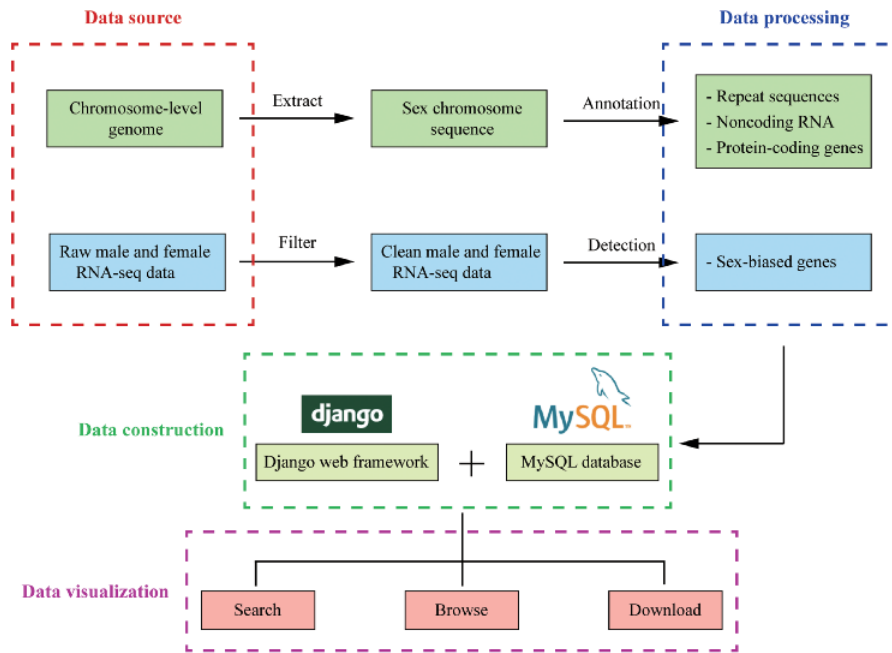 Data source
Data processing
Chromosome-level
genome
Extract
Sex chromosome
sequence
Annotation
- Repeat sequences
- Noncoding RNA
- Protein-coding genes
Raw male and female
RNA-seq data
Filter
Clean male and female
RNA-seq data
Detection
- Sex-biased genes
Data construction
django
MySQL™
Django web framework
+
MySQL database
Data visualization
Search
Browse
Download